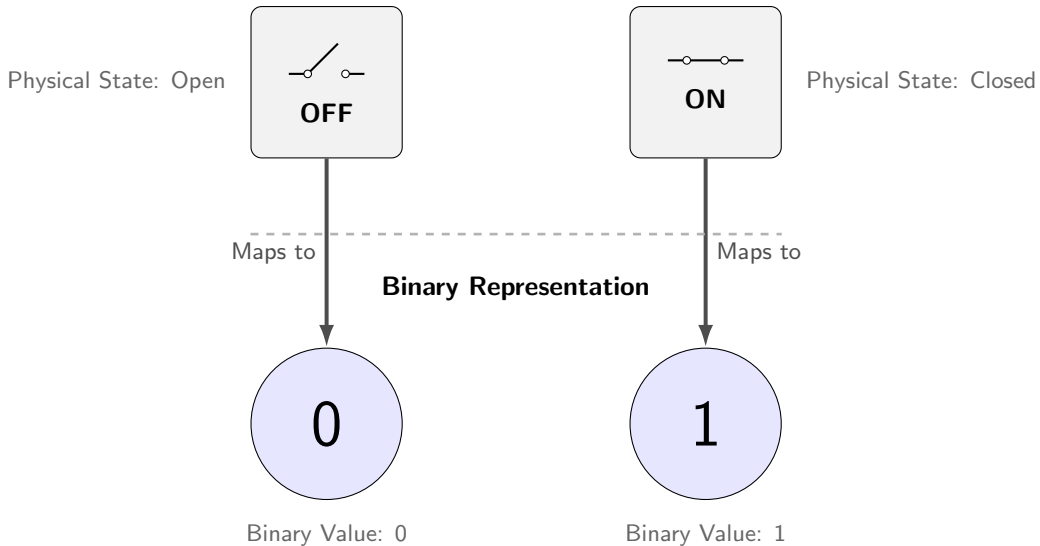 Physical State: Open
OFF
ON
Physical State: Closed
Maps to
Maps to
Binary Representation
0
1
Binary Value: 0
Binary Value: 1